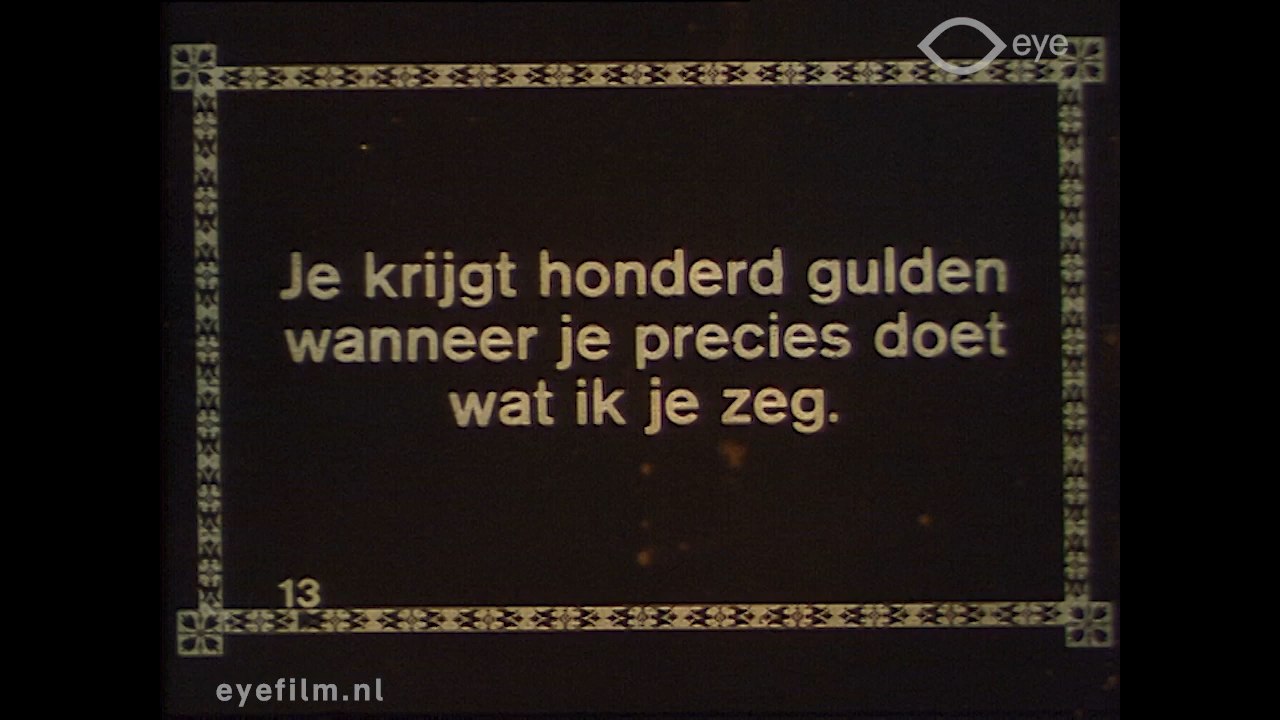 eye
Je krijgt honderd gulden
wanneer je precies doet
wat ik je zeg.
13
eyefilm.nl